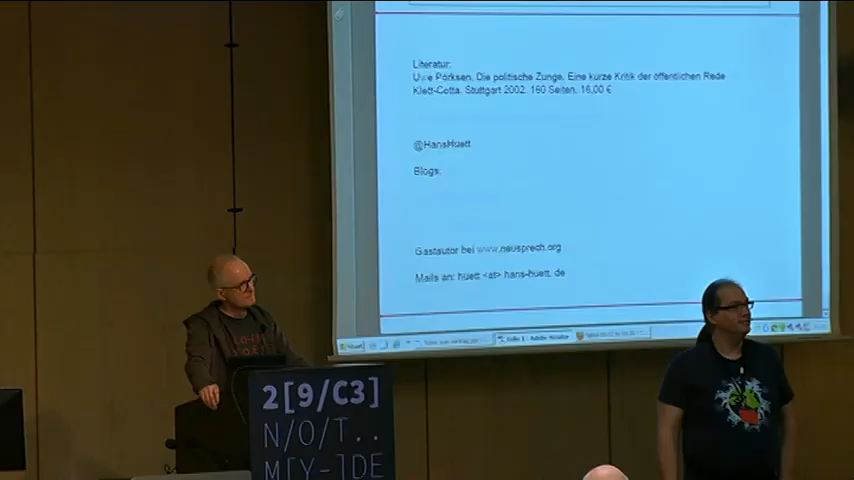 Literatur:
Uwe Pörksen, Die politische Zunge. Eine kurze Kritik der öffentlichen Rede
Klett-Cotta, Stuttgart 2002. 160 Seiten, 16,00 €
@HansHuett
Blogs:
Gastautor bei www.neusprech.org
Mails an: huett <at> hans-huett. de
2[9/C3]
N/O/T..
M[Y-]DE